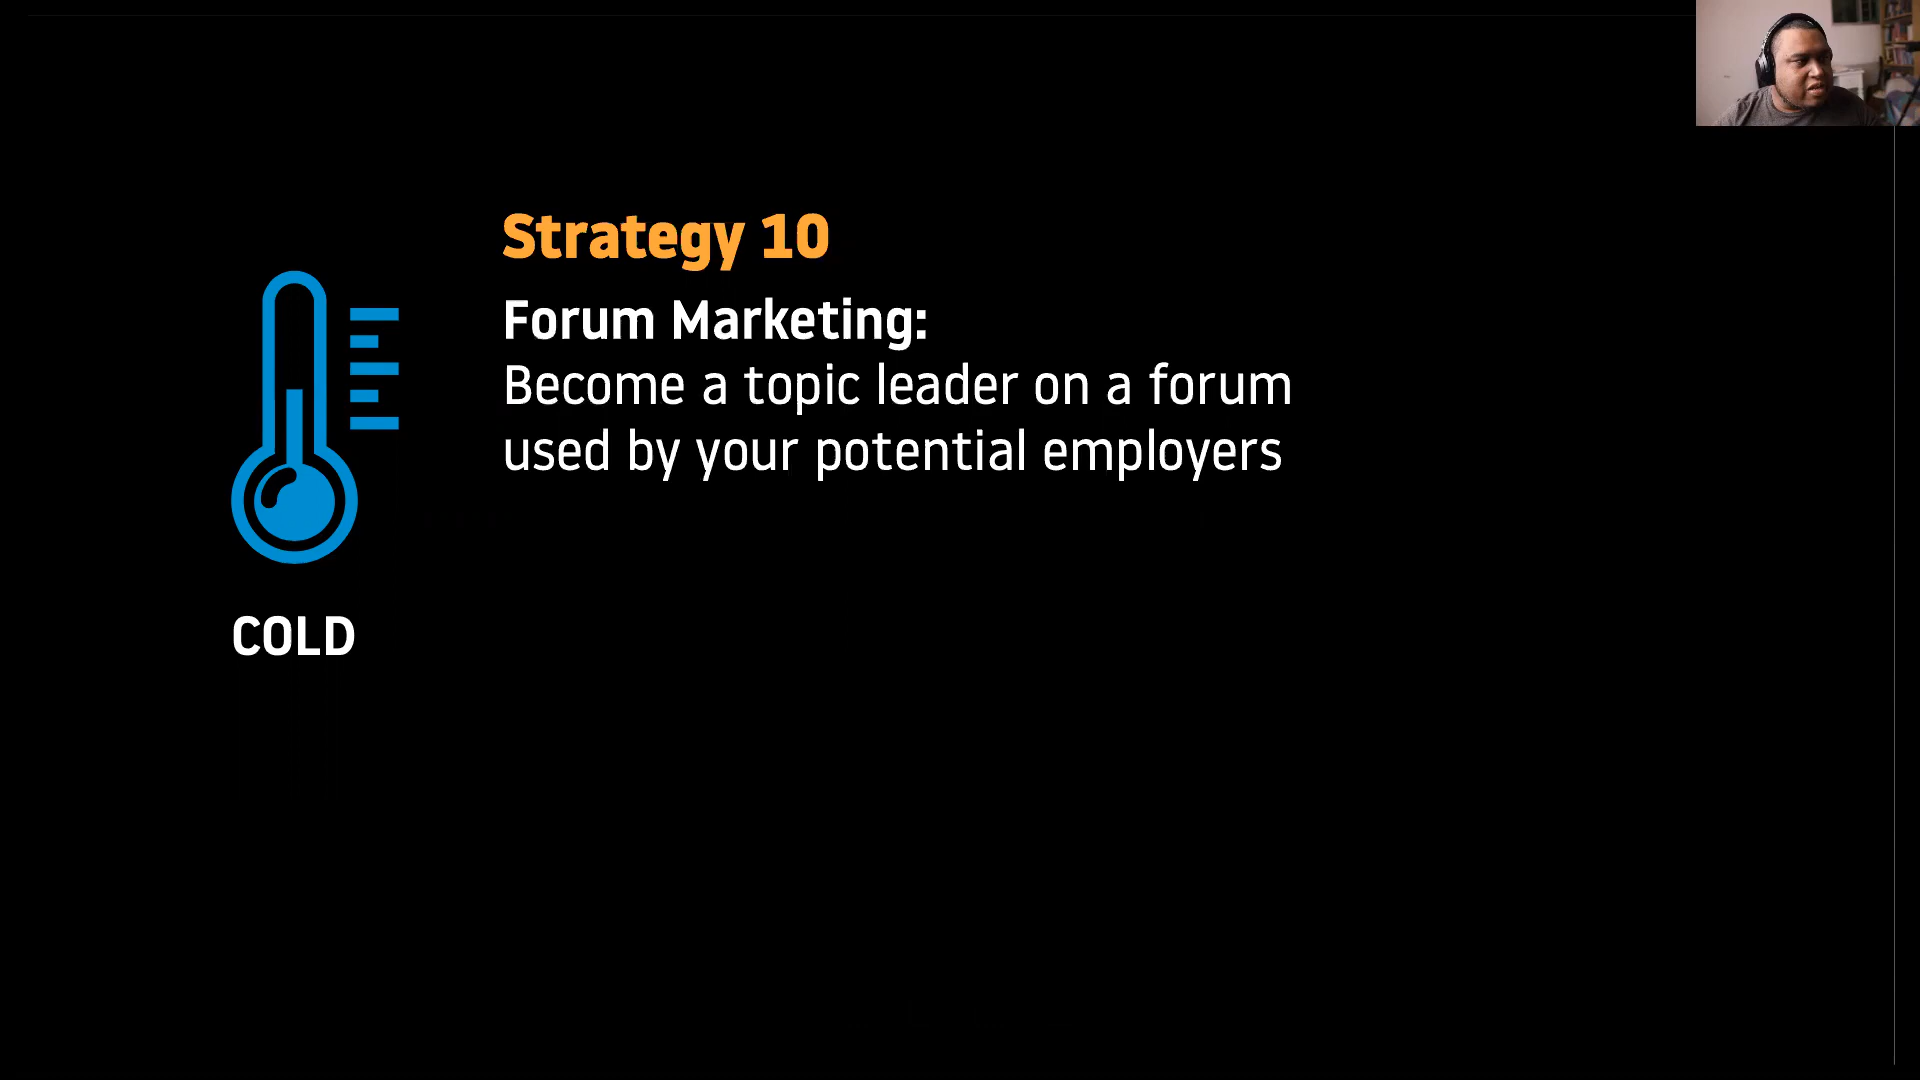 Strategy 10
Forum Marketing:
Become a topic leader on a forum
used by your potential employers
COLD